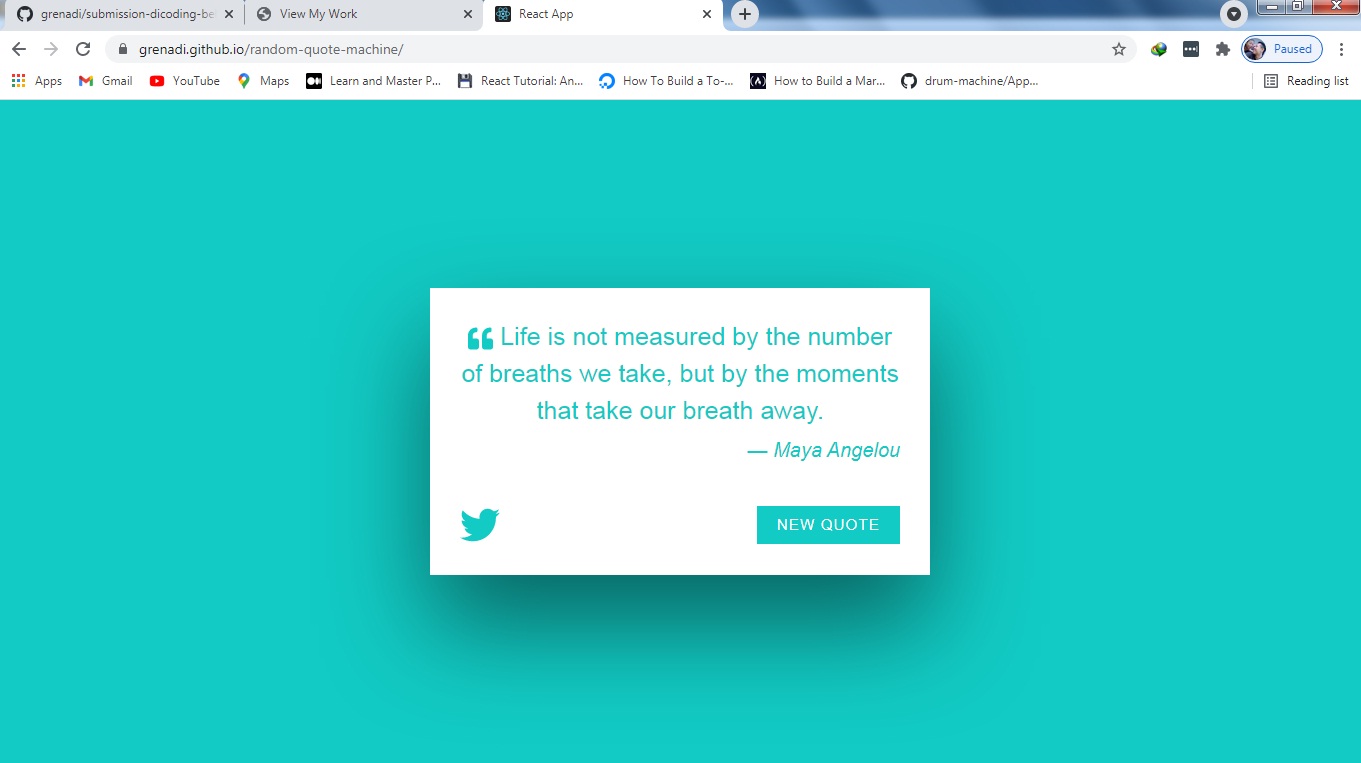 grenadi/submission-dicoding-be
View My Work
React App
grenadi.github.io/random-quote-machine/
Paused
Apps
Gmail
YouTube
Maps
Learn and Master P...
React Tutorial: An...
How To Build a To-...
How to Build a Mar...
drum-machine/App...
Reading list
Life is not measured by the number
of breaths we take, but by the moments
that take our breath away.
— Maya Angelou
NEW QUOTE